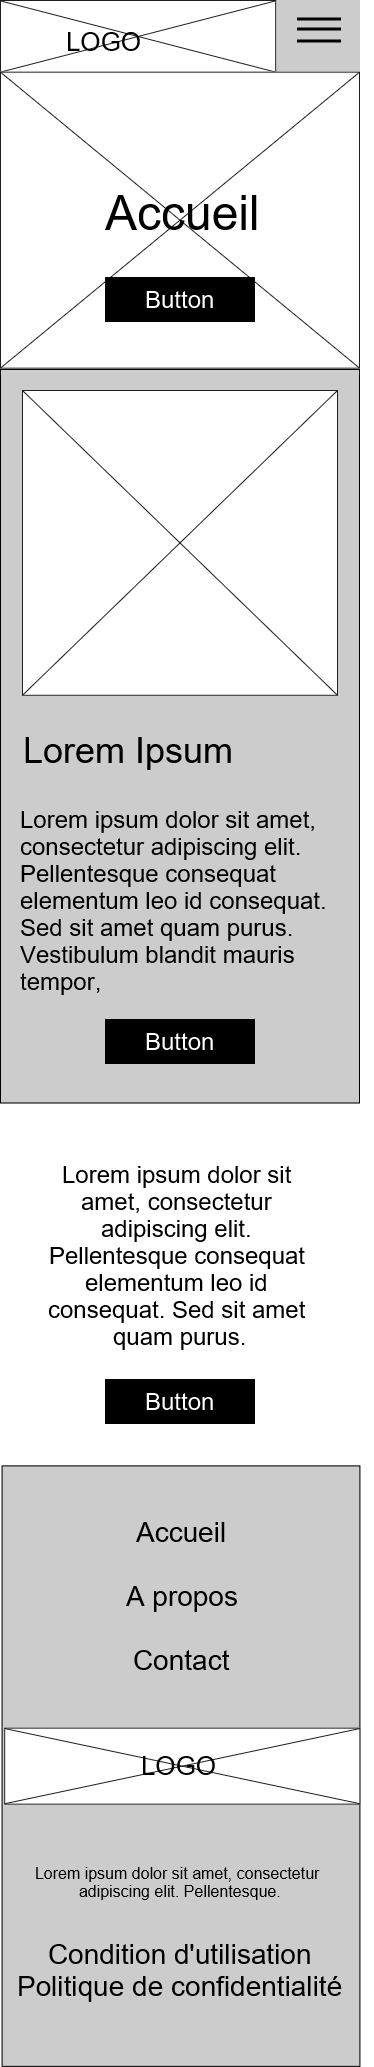 LOGO
Accueil
Button
Lorem Ipsum
Lorem ipsum dolor sit amet,
consectetur adipiscing elit.
Pellentesque consequat
elementum leo id consequat.
Sed sit amet quam purus.
Vestibulum blandit mauris
tempor,
Button
Lorem ipsum dolor sit
amet, consectetur
adipiscing elit.
Pellentesque consequat
elementum leo id
consequat. Sed sit amet
quam purus.
Button
Accueil
A propos
Contact
LOGO
Lorem ipsum dolor sit amet, consectetur
adipiscing elit. Pellentesque.
Condition d'utilisation
Politique de confidentialité